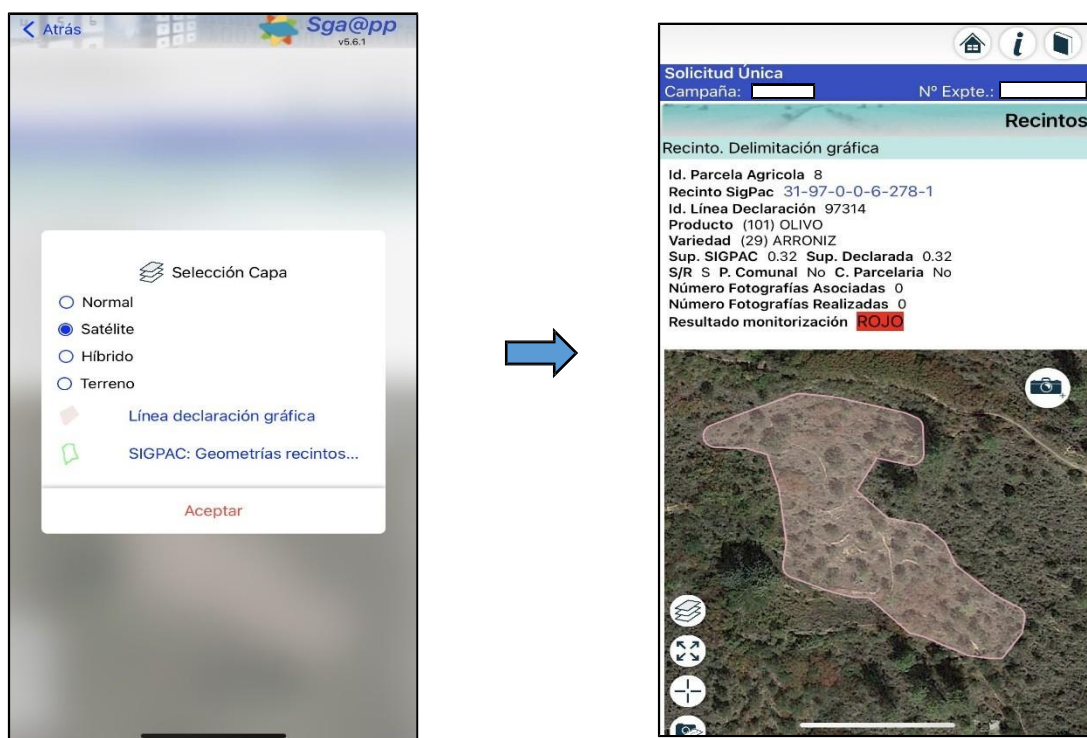 Atrás
Sga@pp
v5.6.1
Selección Capa
Normal
Satélite
Híbrido
Terreno
Línea declaración gráfica
SIGPAC: Geometrías recintos...
Aceptar
Solicitud Única
Campaña: Nº Expte.:
Recintos
Recinto. Delimitación gráfica
Id. Parcela Agricola 8
Recinto SigPac 31-97-0-0-6-278-1
Id. Línea Declaración 97314
Producto (101) OLIVO
Variedad (29) ARRONIZ
Sup. SIGPAC 0.32 Sup. Declarada 0.32
S/R S P. Comunal No C. Parcelaria No
Número Fotografías Asociadas 0
Número Fotografías Realizadas 0
Resultado monitorización ROJO